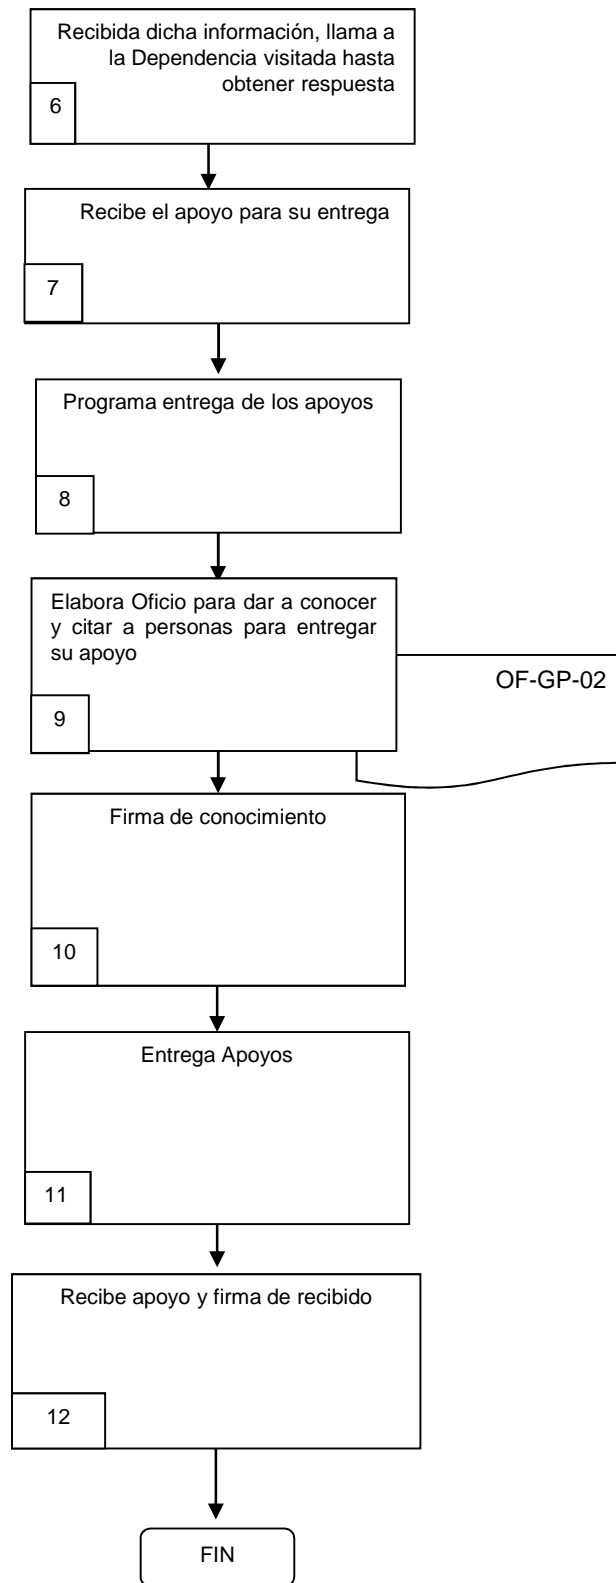 Recibida dicha información, llama a
la Dependencia visitada hasta
obtener respuesta
6
Recibe el apoyo para su entrega
7
Programa entrega de los apoyos
8
Elabora Oficio para dar a conocer
y citar a personas para entregar
su apoyo
9
OF-GP-02
Firma de conocimiento
10
Entrega Apoyos
11
Recibe apoyo y firma de recibido
12
FIN